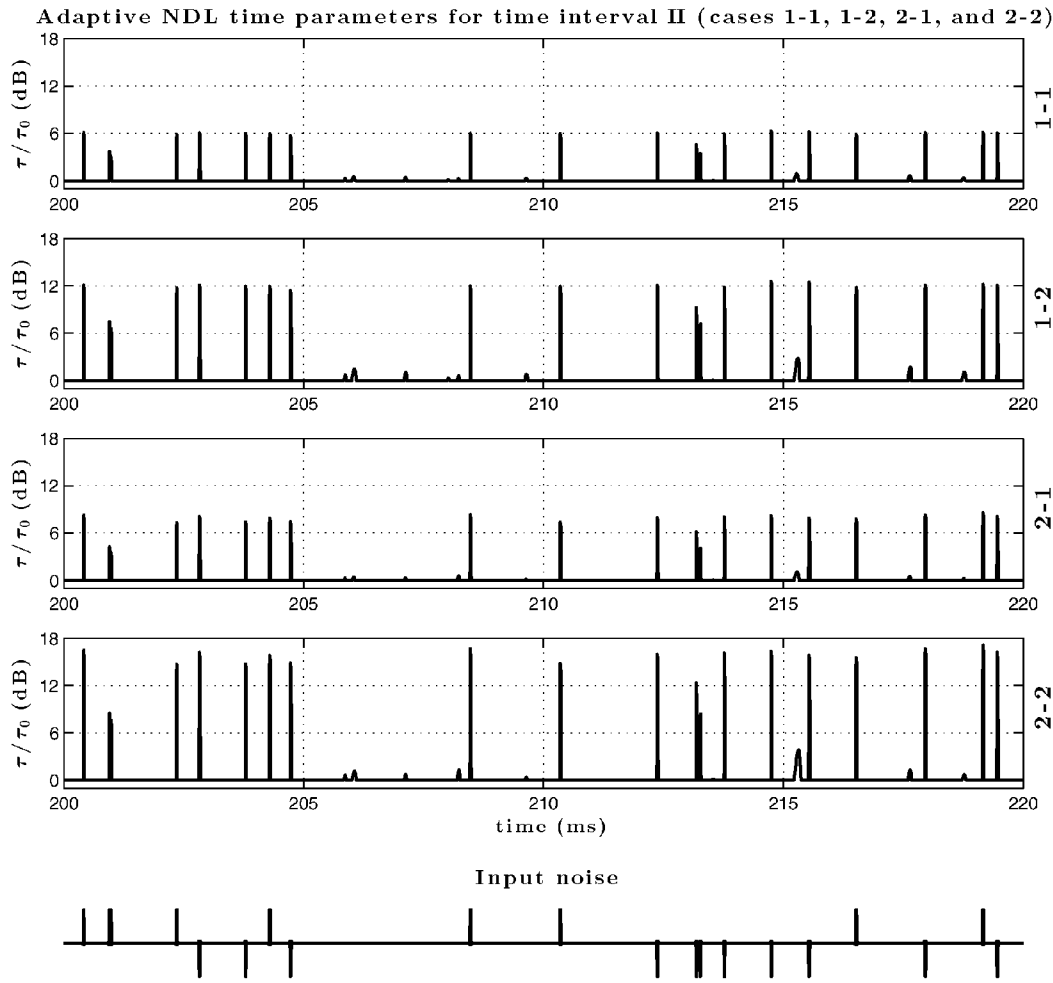 Adaptive NDL time parameters for time interval II (cases 1-1, 1-2, 2-1, and 2-2)
18
12
6
0
τ/τ₀ (dB)
1-1
200 205 210 215 220
18
12
6
0
τ/τ₀ (dB)
1-2
200 205 210 215 220
18
12
6
0
τ/τ₀ (dB)
2-1
200 205 210 215 220
18
12
6
0
τ/τ₀ (dB)
2-2
200 205 210 215 220
time (ms)
Input noise